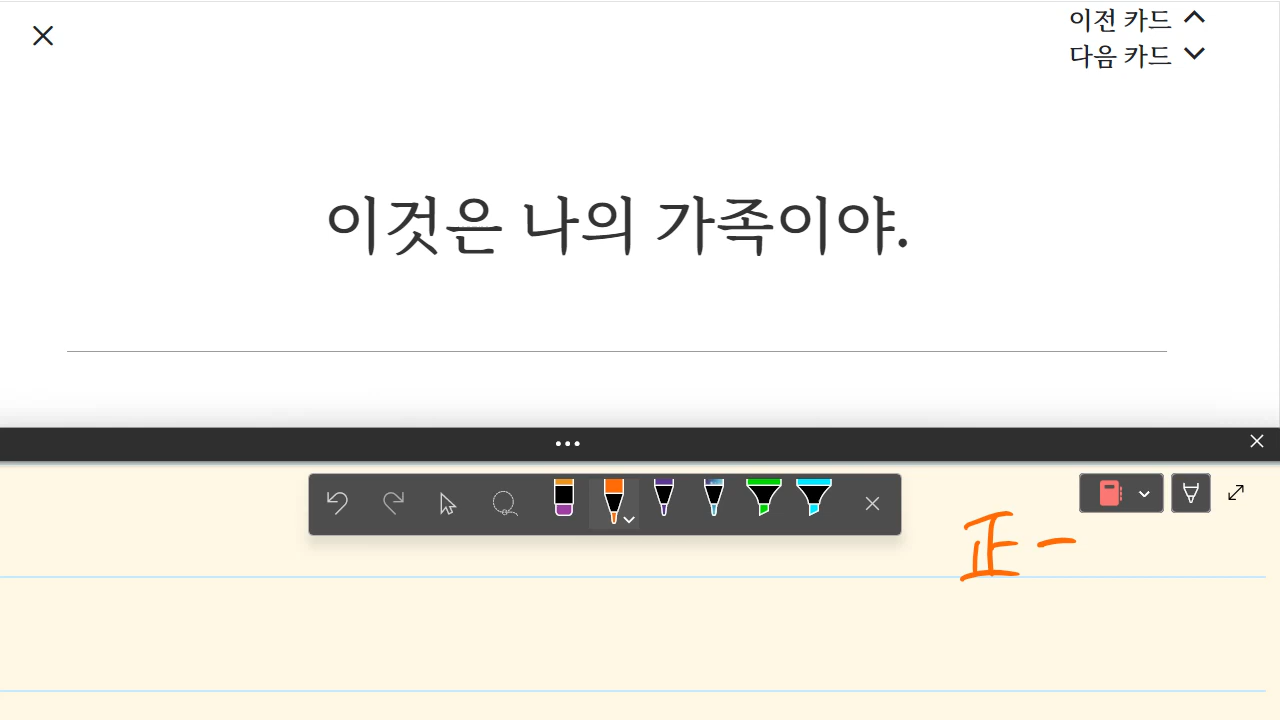 이전 카드
다음 카드
이것은 나의 가족이야.
正一